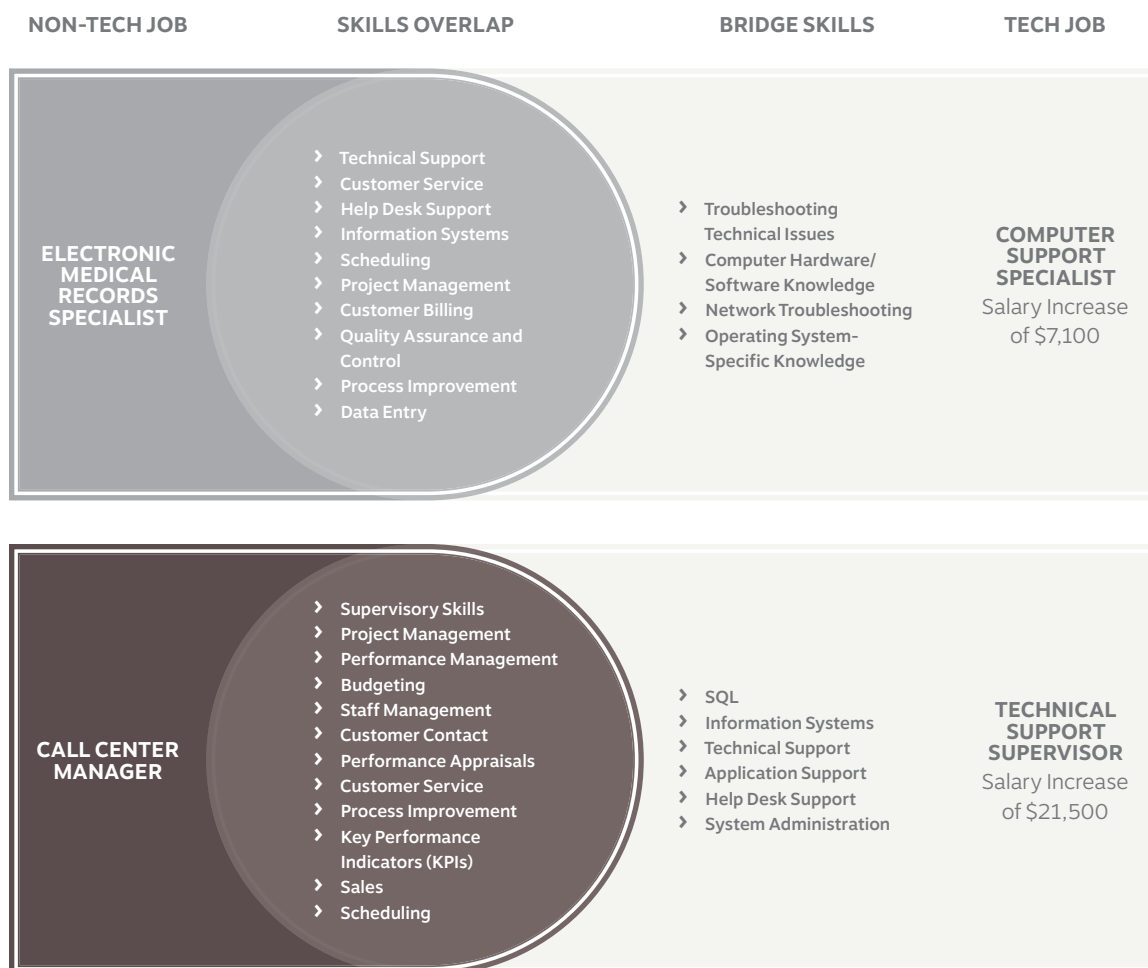 NON-TECH JOB
SKILLS OVERLAP
BRIDGE SKILLS
TECH JOB
ELECTRONIC
MEDICAL
RECORDS
SPECIALIST
› Technical Support
› Customer Service
› Help Desk Support
› Information Systems
› Scheduling
› Project Management
› Customer Billing
› Quality Assurance and
Control
› Process Improvement
› Data Entry
› Troubleshooting
Technical Issues
› Computer Hardware/
Software Knowledge
› Network Troubleshooting
› Operating System-
Specific Knowledge
COMPUTER
SUPPORT
SPECIALIST
Salary Increase
of $7,100
CALL CENTER
MANAGER
› Supervisory Skills
› Project Management
› Performance Management
› Budgeting
› Staff Management
› Customer Contact
› Performance Appraisals
› Customer Service
› Process Improvement
› Key Performance
Indicators (KPIs)
› Sales
› Scheduling
› SQL
› Information Systems
› Technical Support
› Application Support
› Help Desk Support
› System Administration
TECHNICAL
SUPPORT
SUPERVISOR
Salary Increase
of $21,500